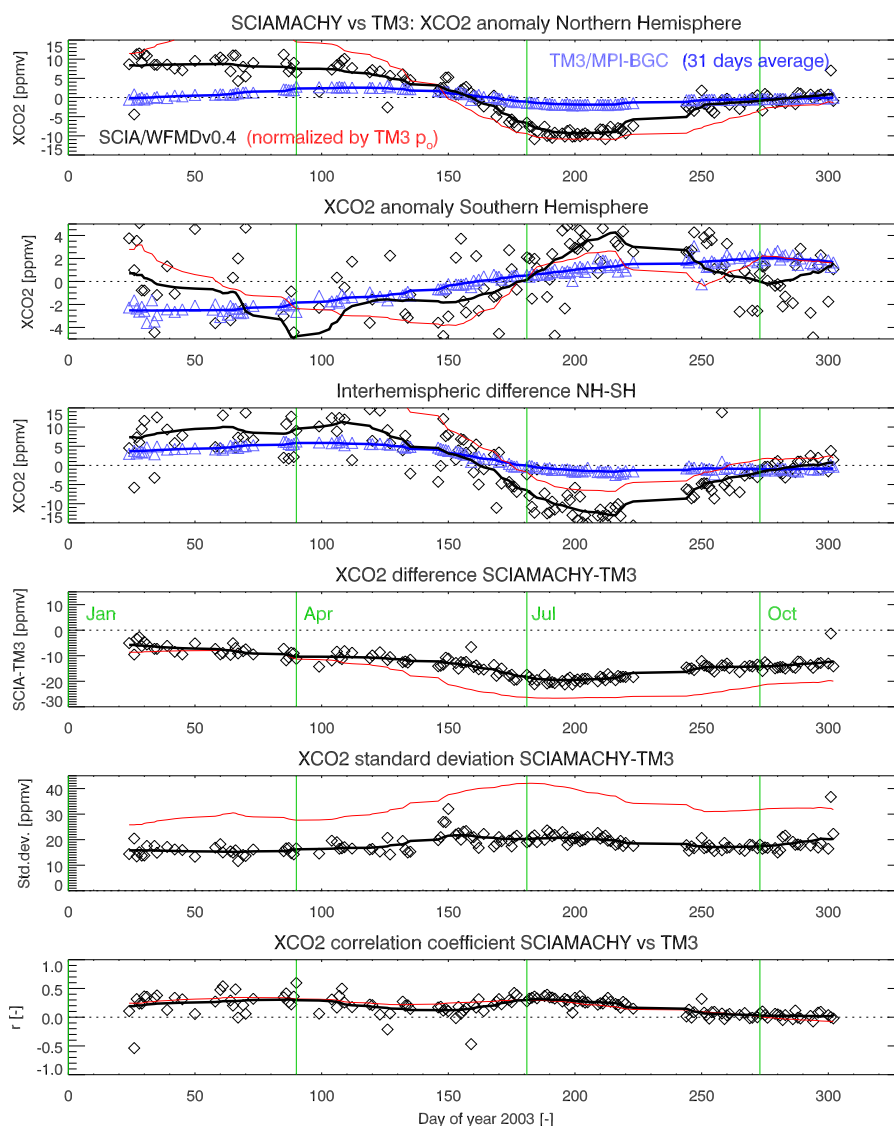 SCIAMACHY vs TM3: XCO2 anomaly Northern Hemisphere
XCO2 [ppmv]
15
10
5
0
-5
-10
15
TM3/MPI-BGC (31 days average)
SCIA/WFMDv0.4 (normalized by TM3 po)
0 50 100 150 200 250 300
XCO2 anomaly Southern Hemisphere
XCO2 [ppmv]
4
2
0
-2
-4
0 50 100 150 200 250 300
Interhemispheric difference NH-SH
XCO2 [ppmv]
15
10
5
0
-5
-10
-15
0 50 100 150 200 250 300
XCO2 difference SCIAMACHY-TM3
SCIA-TM3 [ppmv]
10
0
-10
-20
-30
Jan Apr Jul Oct
0 50 100 150 200 250 300
XCO2 standard deviation SCIAMACHY-TM3
Std.dev. [ppmv]
40
30
20
10
0
0 50 100 150 200 250 300
XCO2 correlation coefficient SCIAMACHY vs TM3
r [-]
1.0
0.5
0.0
-0.5
-1.0
0 50 100 150 200 250 300
Day of year 2003 [-]